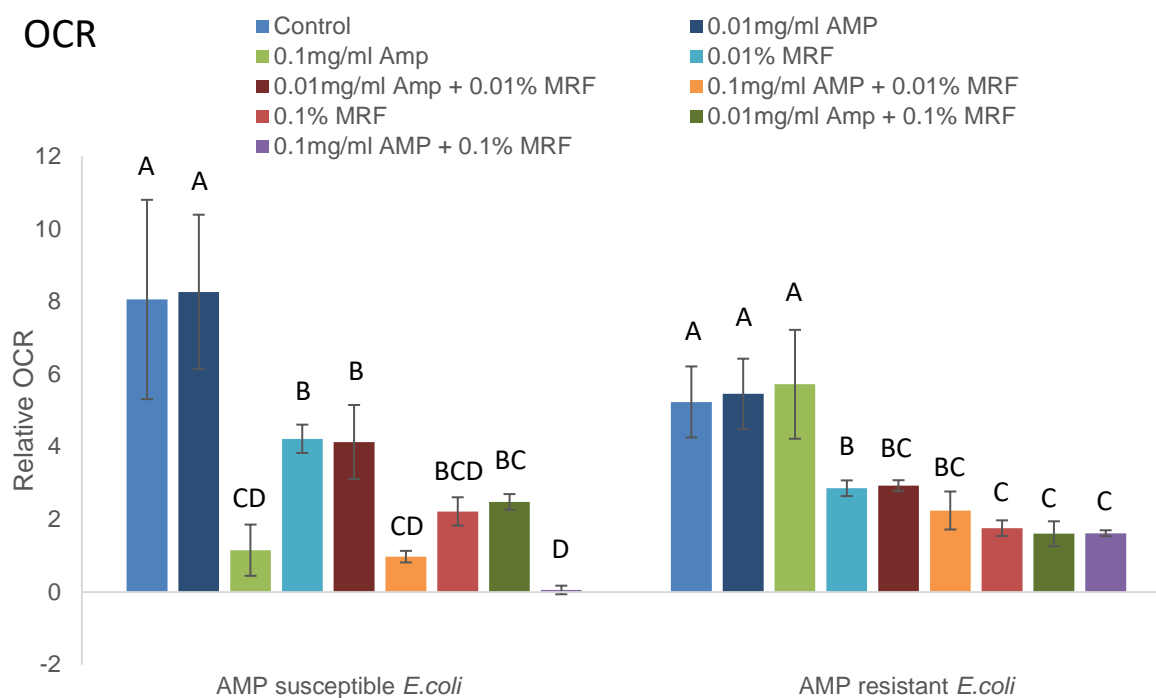 OCR
Control
0.01mg/ml AMP
0.1mg/ml Amp
0.01% MRF
0.01mg/ml Amp + 0.01% MRF
0.1mg/ml AMP + 0.01% MRF
0.1% MRF
0.01mg/ml Amp + 0.1% MRF
0.1mg/ml AMP + 0.1% MRF
Relative OCR
12
10
8
6
4
2
0
-2
A
A
CD
B
B
CD
BCD
BC
D
A
A
A
B
BC
BC
C
C
C
AMP susceptible E.coli
AMP resistant E.coli